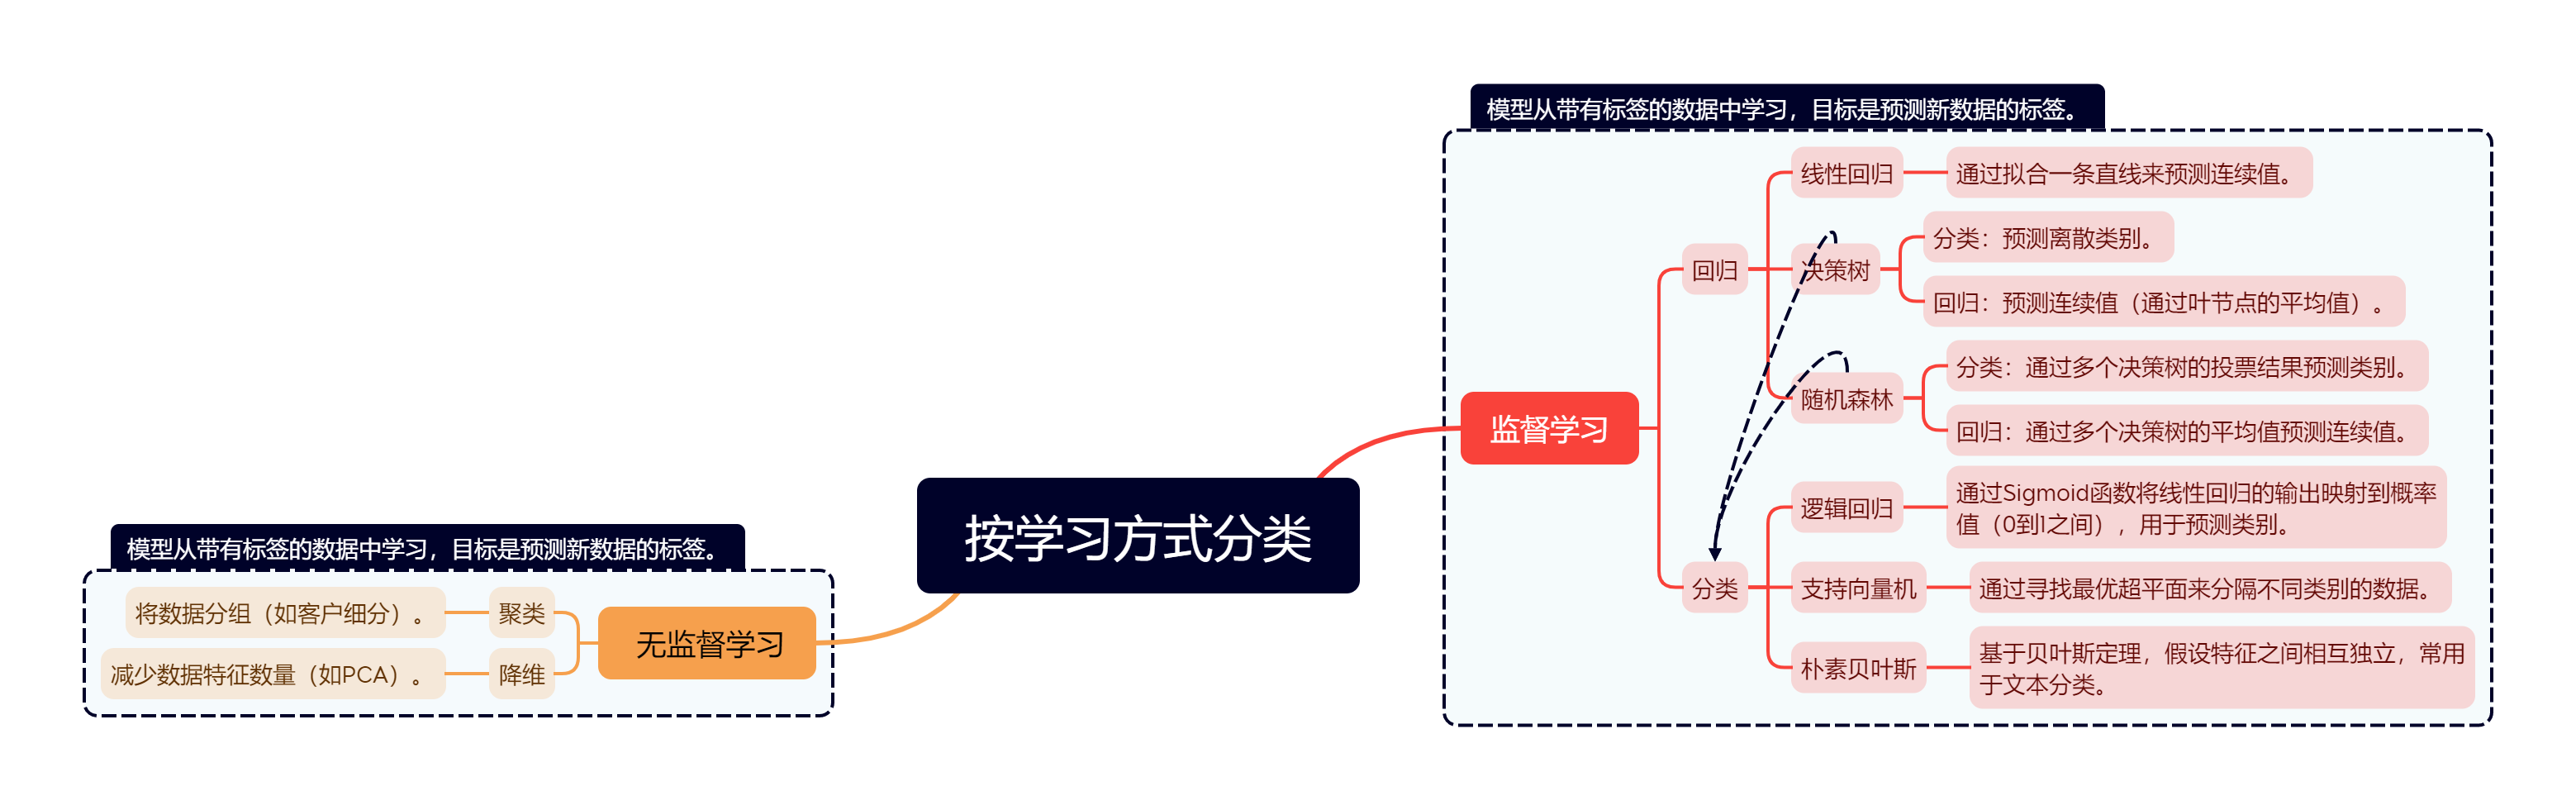 按学习方式分类
模型从带有标签的数据中学习，目标是预测新数据的标签。
监督学习
回归
线性回归
通过拟合一条直线来预测连续值。
决策树
分类：预测离散类别。
回归：预测连续值（通过叶节点的平均值）。
随机森林
分类：通过多个决策树的投票结果预测类别。
回归：通过多个决策树的平均值预测连续值。
分类
逻辑回归
通过Sigmoid函数将线性回归的输出映射到概率
值（0到1之间），用于预测类别。
支持向量机
通过寻找最优超平面来分隔不同类别的数据。
朴素贝叶斯
基于贝叶斯定理，假设特征之间相互独立，常用
于文本分类。
模型从带有标签的数据中学习，目标是预测新数据的标签。
无监督学习
聚类
将数据分组（如客户细分）。
降维
减少数据特征数量（如PCA）。